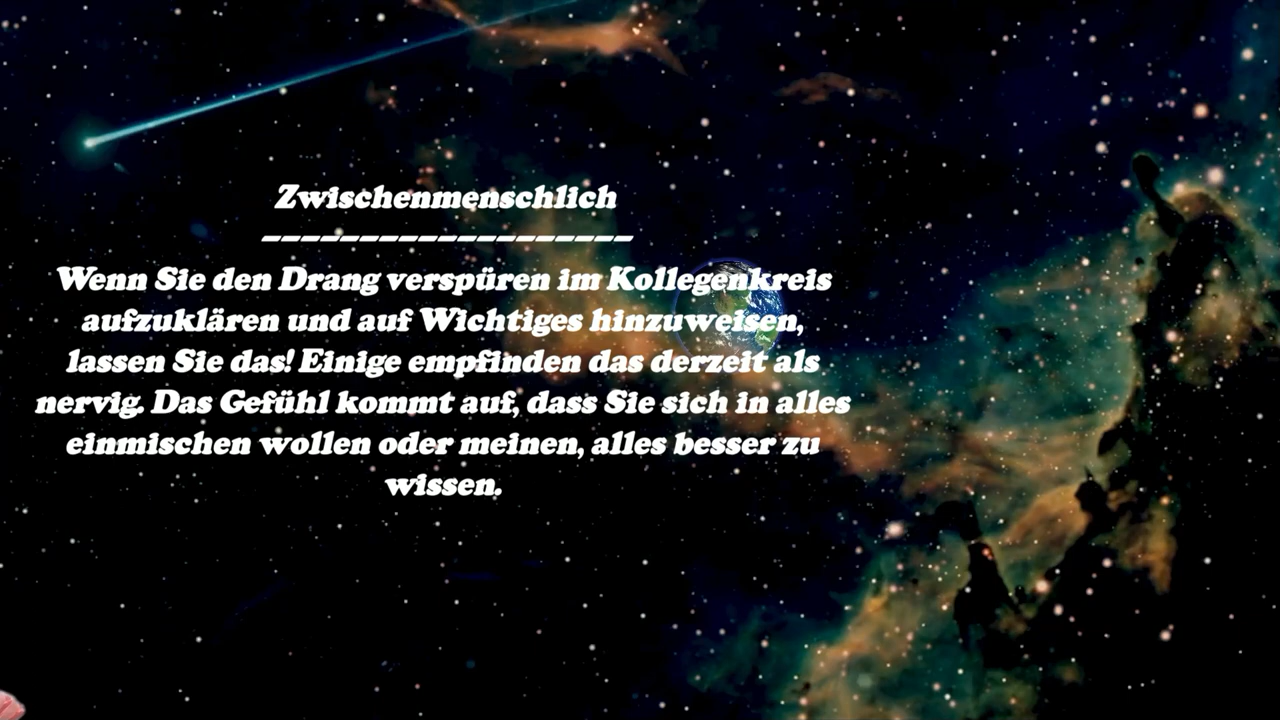 Zwischenmenschlich
-------------------
Wenn Sie den Drang verspüren im Kollegenkreis
aufzuklären und auf Wichtiges hinzuweisen,
lassen Sie das! Einige empfinden das derzeit als
nervig. Das Gefühl kommt auf, dass Sie sich in alles
einmischen wollen oder meinen, alles besser zu
wissen.